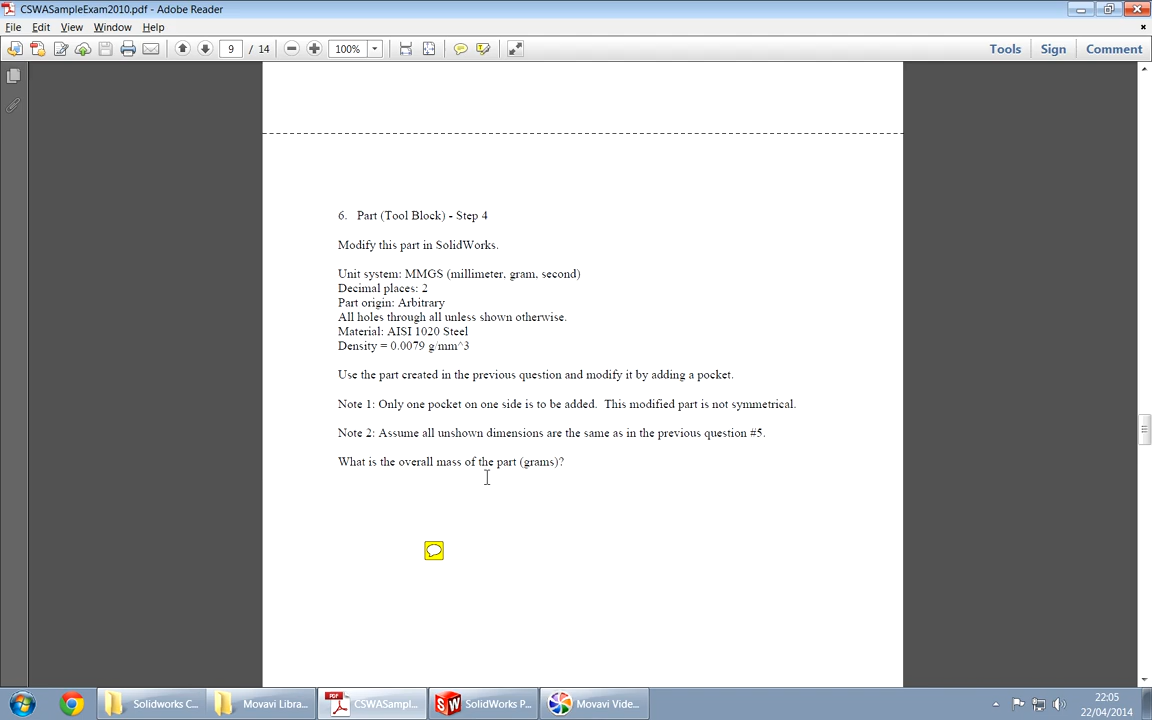 CSWASampleExam2010.pdf - Adobe Reader
File Edit View Window Help
9 / 14 100% Tools Sign Comment
6. Part (Tool Block) - Step 4
Modify this part in SolidWorks.
Unit system: MMGS (millimeter, gram, second)
Decimal places: 2
Part origin: Arbitrary
All holes through all unless shown otherwise.
Material: AISI 1020 Steel
Density = 0.0079 g/mm^3
Use the part created in the previous question and modify it by adding a pocket.
Note 1: Only one pocket on one side is to be added. This modified part is not symmetrical.
Note 2: Assume all unshown dimensions are the same as in the previous question #5.
What is the overall mass of the part (grams)?
Solidworks C... Movavi Libra... CSWASampl... SolidWorks P... Movavi Vide... 22:05
22/04/2014